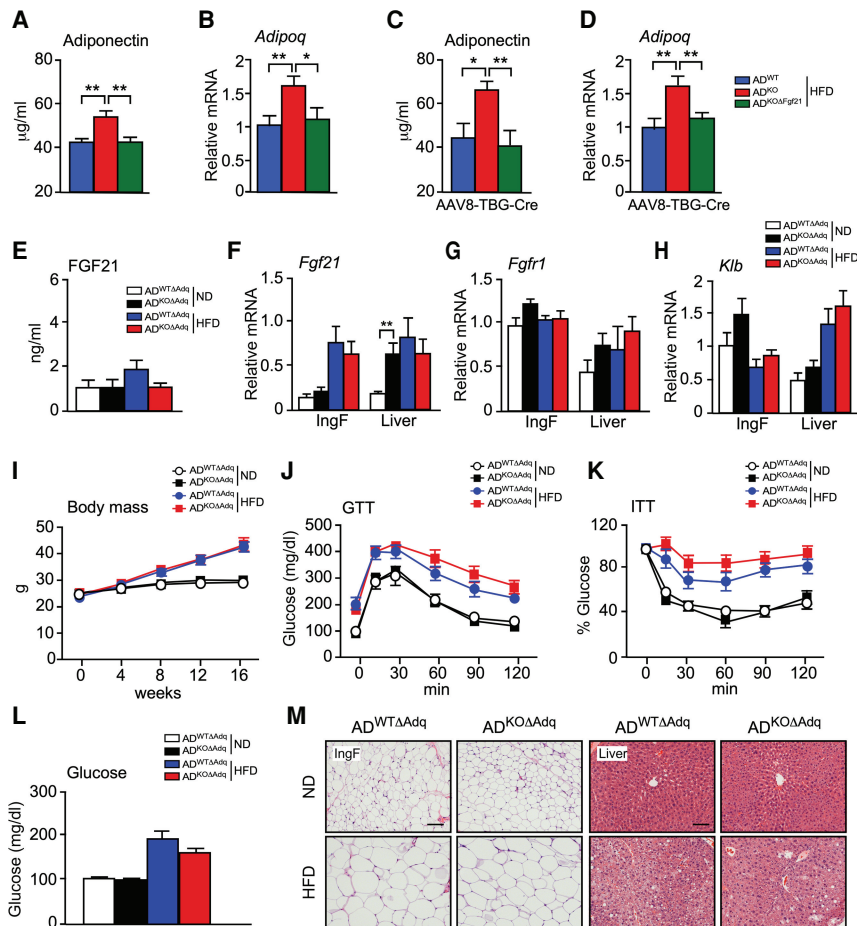 A
Adiponectin
µg/ml
80
60
40
20
**
**
B
Adipoq
Relative mRNA
2
1.5
1
0.5
0
**
*
C
Adiponectin
µg/ml
80
60
40
20
*
**
AAV8-TBG-Cre
D
Adipoq
Relative mRNA
2
1.5
1
0.5
0
**
**
AAV8-TBG-Cre
AD^WT
AD^KO
AD^KOΔFgf21
HFD
E
FGF21
ng/ml
6
4
2
0
AD^WTΔAdq
AD^KOΔAdq
ND
AD^WTΔAdq
AD^KOΔAdq
HFD
F
Fgf21
Relative mRNA
1.5
1.0
0.5
0
**
IngF
Liver
G
Fgfr1
Relative mRNA
1.5
1.0
0.5
0
IngF
Liver
AD^WTΔAdq
AD^KOΔAdq
ND
AD^WTΔAdq
AD^KOΔAdq
HFD
H
Klb
Relative mRNA
2
1.5
1
0.5
0
IngF
Liver
I
AD^WTΔAdq
AD^KOΔAdq
ND
AD^WTΔAdq
AD^KOΔAdq
HFD
Body mass
g
50
40
30
20
10
0
0 4 8 12 16
weeks
J
AD^WTΔAdq
AD^KOΔAdq
ND
AD^WTΔAdq
AD^KOΔAdq
HFD
GTT
Glucose (mg/dl)
500
400
300
200
100
0
0 30 60 90 120
min
K
AD^WTΔAdq
AD^KOΔAdq
ND
AD^WTΔAdq
AD^KOΔAdq
HFD
ITT
% Glucose
120
80
40
0
0 30 60 90 120
min
L
AD^WTΔAdq
AD^KOΔAdq
ND
AD^WTΔAdq
AD^KOΔAdq
HFD
Glucose
Glucose (mg/dl)
300
200
100
0
M
AD^WTΔAdq AD^KOΔAdq AD^WTΔAdq AD^KOΔAdq
ND
IngF
Liver
HFD